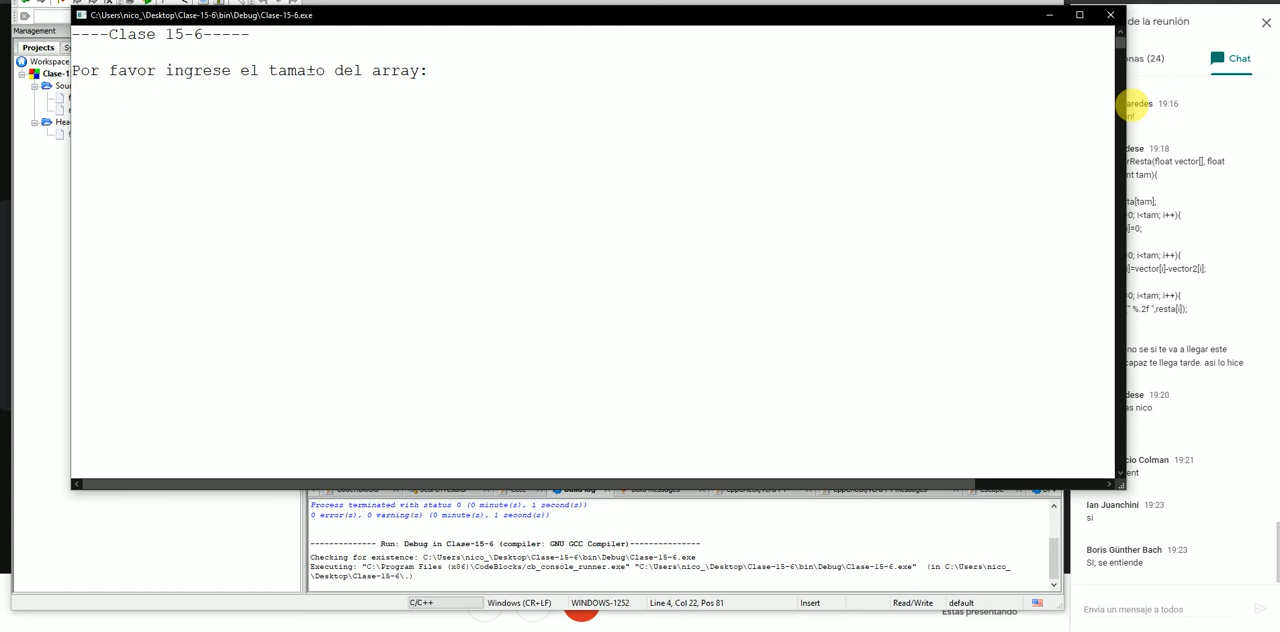 C:\Users\nico_\Desktop\Clase-15-6\bin\Debug\Clase-15-6.exe
----Clase 15-6-----
Por favor ingrese el tama±o del array:
Management
Projects
Workspace
Clase-1
Sou
Hea
de la reunión
nas (24)
Chat
aredes 19:16
dese 19:18
rResta(float vector[], float
nt tam){
ta[tam];
=0; i<tam; i++){
i]=0;
=0; i<tam; i++){
i]=vector[i]-vector2[i];
=0; i<tam; i++){
" %.2f ",resta[i]);
no se si te va a llegar este
capaz te llega tarde. asi lo hice
dese 19:20
as nico
cio Colman 19:21
ent
Ian Juanchini 19:23
si
Boris Günther Bach 19:23
SI, se entiende
Envía un mensaje a todos
Process terminated with status 0 (0 minute(s), 1 second(s))
0 error(s), 0 warning(s) (0 minute(s), 1 second(s))
-------------- Run: Debug in Clase-15-6 (compiler: GNU GCC Compiler)---------------
Checking for existence: C:\Users\nico_\Desktop\Clase-15-6\bin\Debug\Clase-15-6.exe
Executing: "C:\Program Files (x86)\CodeBlocks/cb_console_runner.exe" "C:\Users\nico_\Desktop\Clase-15-6\bin\Debug\Clase-15-6.exe" (in C:\Users\nico_
\Desktop\Clase-15-6\.)
C/C++ Windows (CR+LF) WINDOWS-1252 Line 4, Col 22, Pos 81 Insert Read/Write default
Estás presentando